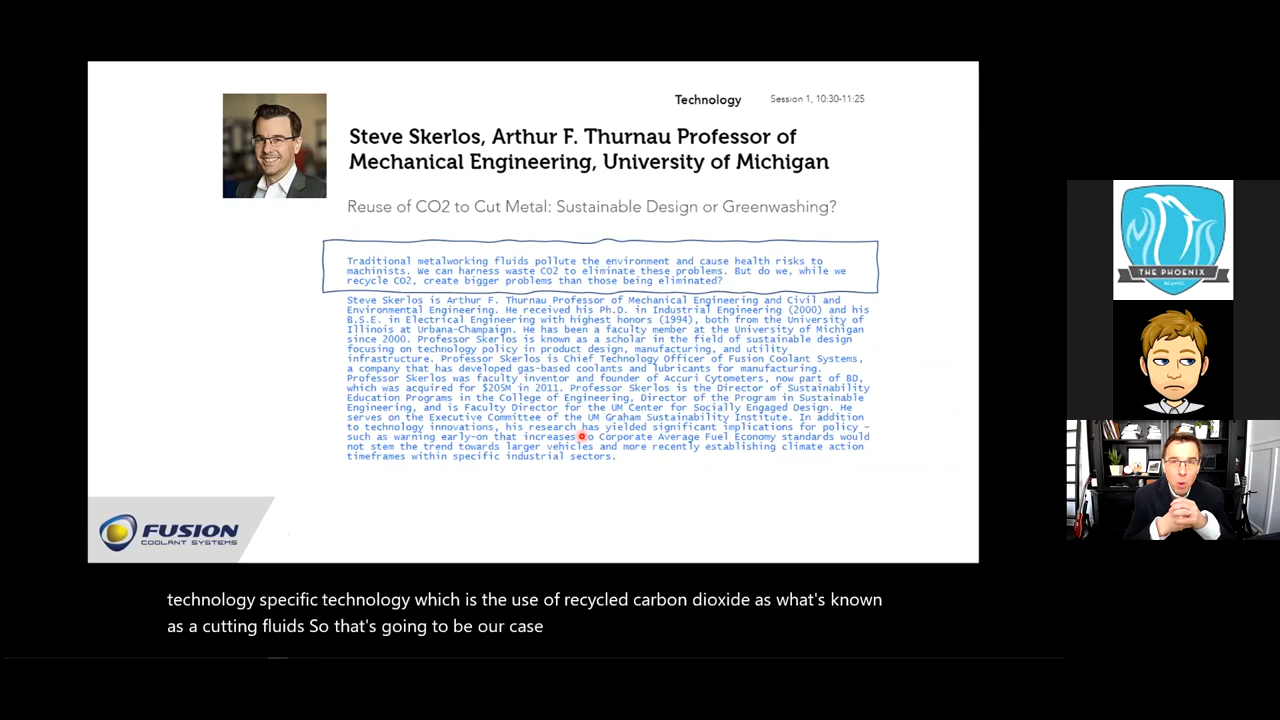 Technology Session 1, 10:30-11:25
Steve Skerlos, Arthur F. Thurnau Professor of
Mechanical Engineering, University of Michigan
Reuse of CO2 to Cut Metal: Sustainable Design or Greenwashing?
Traditional metalworking fluids pollute the environment and cause health risks to
machinists. We can harness waste CO2 to eliminate these problems. But do we, while we
recycle CO2, create bigger problems than those being eliminated?
Steve Skerlos is Arthur F. Thurnau Professor of Mechanical Engineering and Civil and
Environmental Engineering. He received his Ph.D. in Industrial Engineering (2000) and his
B.S.E. in Electrical Engineering with highest honors (1994), both from the University of
Illinois at Urbana-Champaign. He has been a faculty member at the University of Michigan
since 2000. Professor Skerlos is known as a scholar in the field of sustainable design
focusing on technology policy in product design, manufacturing, and utility
infrastructure. Professor Skerlos is Chief Technology Officer of Fusion Coolant Systems,
a company that has developed gas-based coolants and lubricants for manufacturing.
Professor Skerlos was faculty inventor and founder of Accuri Cytometers, now part of BD,
which was acquired for $205M in 2011. Professor Skerlos is the Director of Sustainability
Education Programs in the College of Engineering, Director of the Program in Sustainable
Engineering, and is Faculty Director for the UM Center for Socially Engaged Design. He
serves on the Executive Committee of the UM Graham Sustainability Institute. In addition
to technology innovations, his research has yielded significant implications for policy –
such as warning early-on that increases to Corporate Average Fuel Economy standards would
not stem the trend towards larger vehicles and more recently establishing climate action
timeframes within specific industrial sectors.
FUSION
COOLANT SYSTEMS
THE PHOENIX
technology specific technology which is the use of recycled carbon dioxide as what's known
as a cutting fluids So that's going to be our case